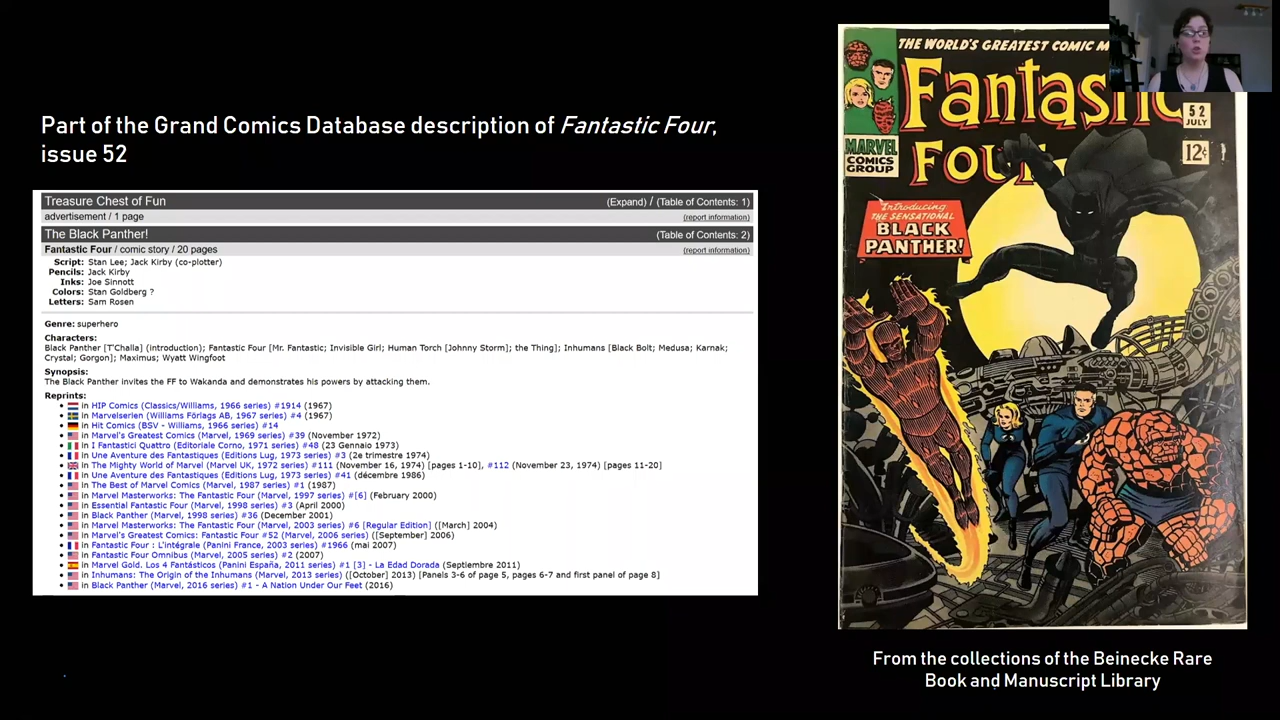 Part of the Grand Comics Database description of Fantastic Four,
issue 52
Treasure Chest of Fun (Expand) / (Table of Contents: 1)
advertisement / 1 page (report information)
The Black Panther! (Table of Contents: 2)
Fantastic Four / comic story / 20 pages (report information)
Script: Stan Lee; Jack Kirby (co-plotter)
Pencils: Jack Kirby
Inks: Joe Sinnott
Colors: Stan Goldberg ?
Letters: Sam Rosen
Genre: superhero
Characters:
Black Panther [T'Challa] (introduction); Fantastic Four [Mr. Fantastic; Invisible Girl; Human Torch [Johnny Storm]; the Thing]; Inhumans [Black Bolt; Medusa; Karnak;
Crystal; Gorgon]; Maximus; Wyatt Wingfoot
Synopsis:
The Black Panther invites the FF to Wakanda and demonstrates his powers by attacking them.
Reprints:
• in HIP Comics (Classics/Williams, 1966 series) #1914 (1967)
• in Marvelserien (Williams Förlags AB, 1967 series) #4 (1967)
• in Hit Comics (BSV - Williams, 1966 series) #14
• in Marvel's Greatest Comics (Marvel, 1969 series) #39 (November 1972)
• in I Fantastici Quattro (Editoriale Corno, 1971 series) #48 (23 Gennaio 1973)
• in Une Aventure des Fantastiques (Editions Lug, 1973 series) #3 (2e trimestre 1974)
• in The Mighty World of Marvel (Marvel UK, 1972 series) #111 (November 16, 1974) [pages 1-10], #112 (November 23, 1974) [pages 11-20]
• in Une Aventure des Fantastiques (Editions Lug, 1973 series) #41 (décembre 1986)
• in The Best of Marvel Comics (Marvel, 1987 series) #1 (1987)
• in Marvel Masterworks: The Fantastic Four (Marvel, 1997 series) #[6] (February 2000)
• in Essential Fantastic Four (Marvel, 1998 series) #3 (April 2000)
• in Black Panther (Marvel, 1998 series) #36 (December 2001)
• in Marvel Masterworks: The Fantastic Four (Marvel, 2003 series) #6 [Regular Edition] ([March] 2004)
• in Marvel's Greatest Comics: Fantastic Four #52 (Marvel, 2006 series) ([September] 2006)
• in Fantastic Four : L'intégrale (Panini France, 2003 series) #1966 (mai 2007)
• in Fantastic Four Omnibus (Marvel, 2005 series) #2 (2007)
• in Marvel Gold. Los 4 Fantásticos (Panini España, 2011 series) #1 [3] - La Edad Dorada (Septiembre 2011)
• in Inhumans: The Origin of the Inhumans (Marvel, 2013 series) ([October] 2013) [Panels 3-6 of page 5, pages 6-7 and first panel of page 8]
• in Black Panther (Marvel, 2016 series) #1 - A Nation Under Our Feet (2016)
THE WORLD'S GREATEST COMIC M
Fantastic
FOUR
52
JULY
12¢
MARVEL
COMICS
GROUP
Introducing
THE SENSATIONAL
BLACK
PANTHER!
From the collections of the Beinecke Rare
Book and Manuscript Library